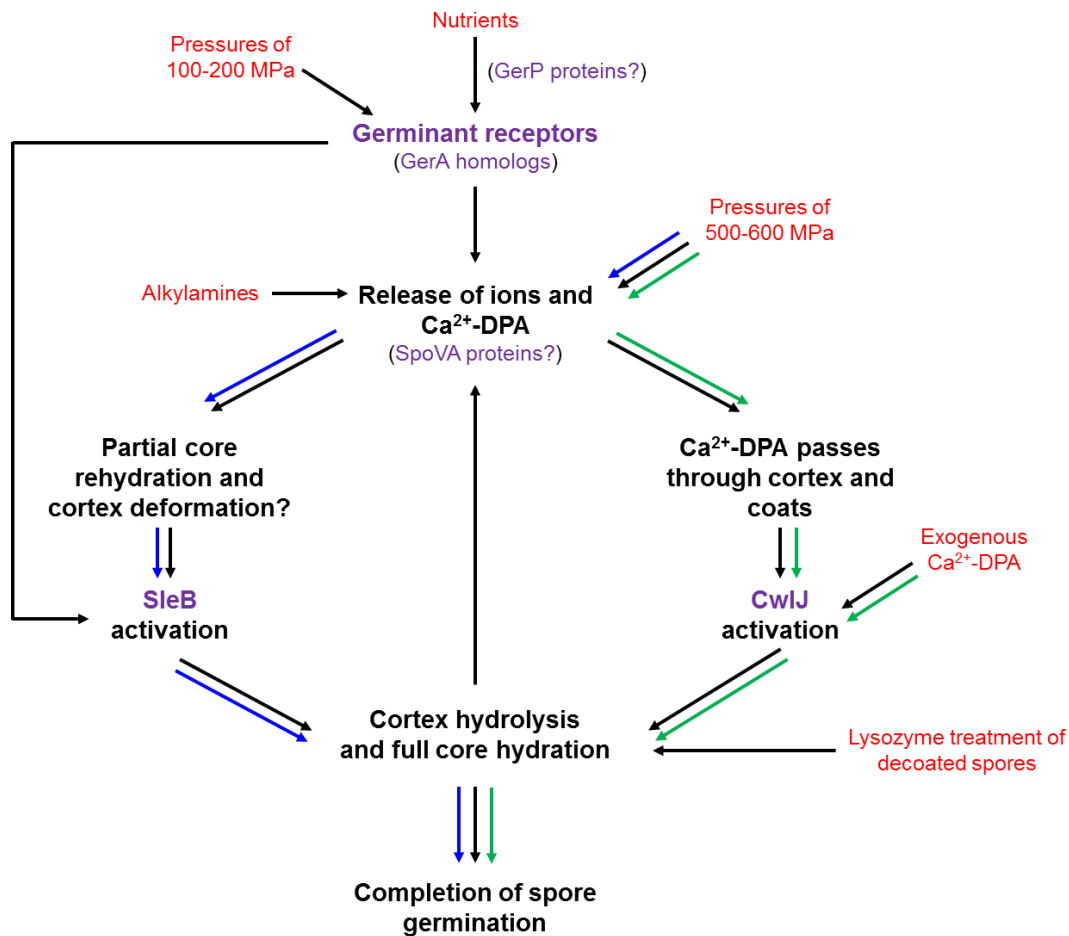 Nutrients
Pressures of
100-200 MPa
(GerP proteins?)
Germinant receptors
(GerA homologs)
Pressures of
500-600 MPa
Alkylamines
Release of ions and
Ca²⁺-DPA
(SpoVA proteins?)
Partial core
rehydration and
cortex deformation?
Ca²⁺-DPA passes
through cortex and
coats
Exogenous
Ca²⁺-DPA
SleB
activation
CwlJ
activation
Cortex hydrolysis
and full core hydration
Lysozyme treatment of
decoated spores
Completion of spore
germination